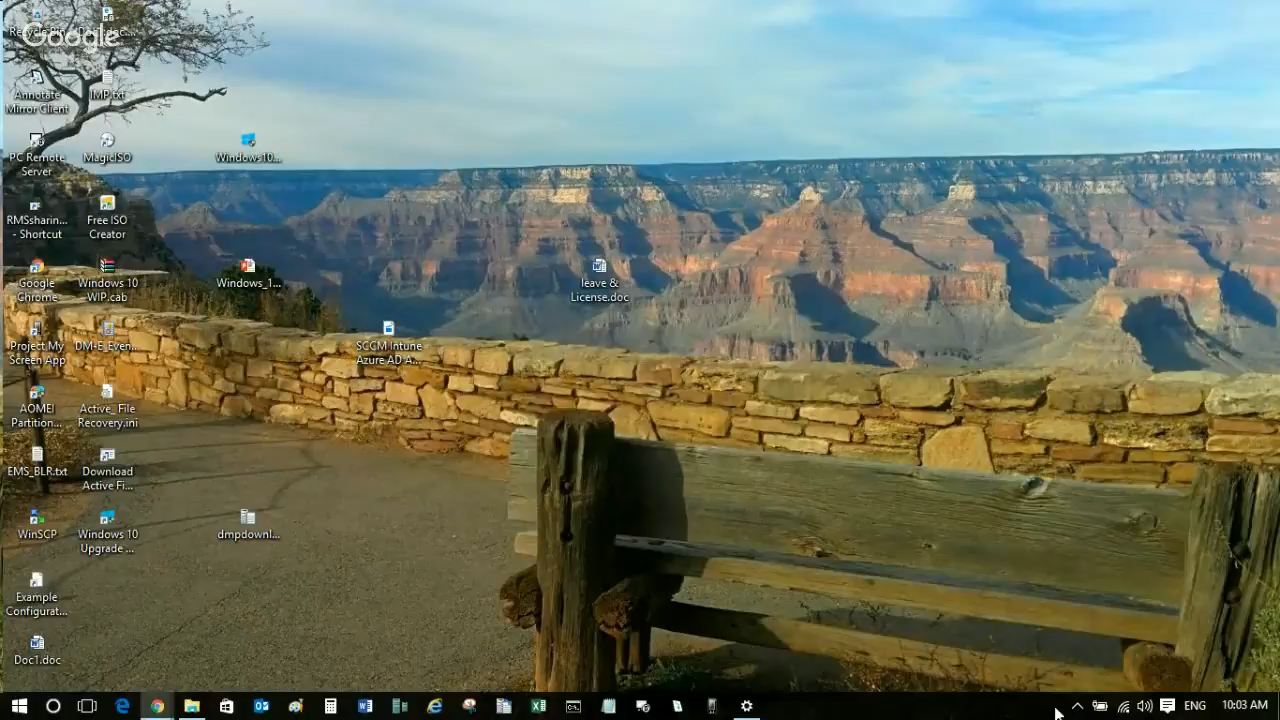 Google
Annotate
Mirror Client
IMP.txt
PC Remote
Server
MagicISO
Windows10...
RMSsharin...
- Shortcut
Free ISO
Creator
Google
Chrome
Windows 10
WIP.cab
Windows_1...
leave &
License.doc
Project My
Screen App
DM-E_Even...
SCCM Intune
Azure AD A...
AOMEI
Partition...
Active_ File
Recovery.ini
EMS_BLR.txt
Download
Active Fi...
WinSCP
Windows 10
Upgrade ...
dmpdownl...
Example
Configurat...
Doc1.doc
ENG
10:03 AM